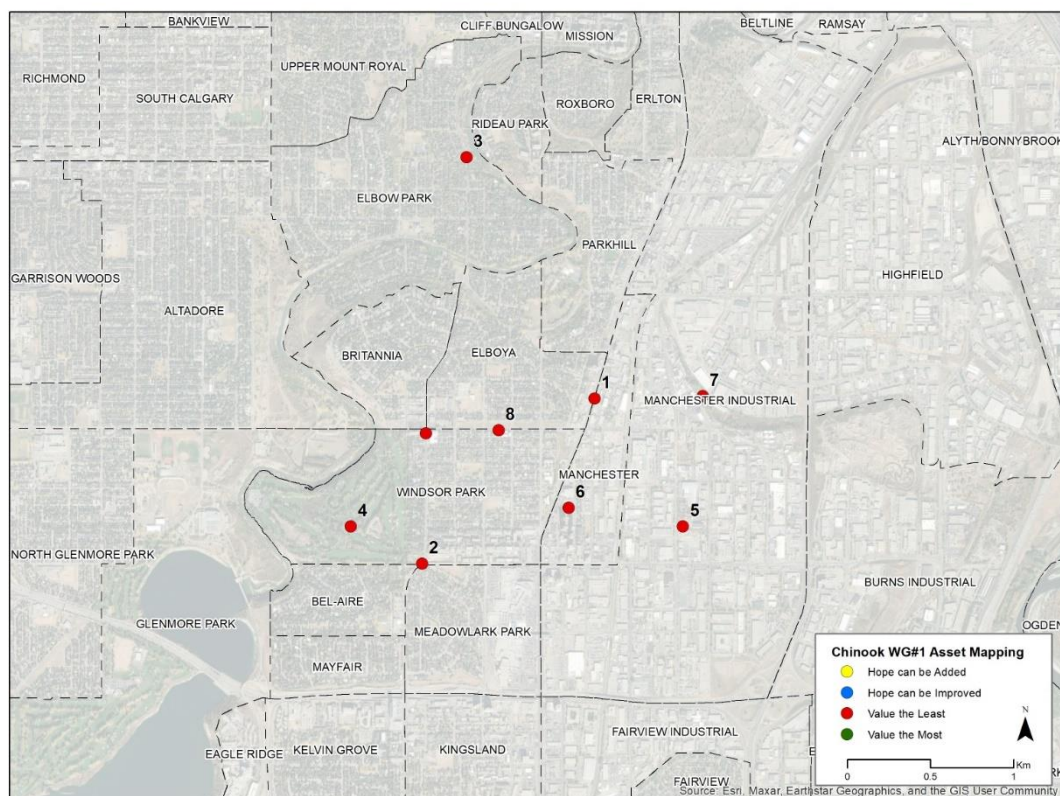 BANKVIEW
CLIFF BUNGALOW
MISSION
BELTLINE
RAMSAY
RICHMOND
UPPER MOUNT ROYAL
SOUTH CALGARY
ROXBORO
ERLTON
RIDEAU PARK
3
ALYTH/BONNYBROOK
ELBOW PARK
PARKHILL
GARRISON WOODS
HIGHFIELD
ALTADORE
BRITANNIA
ELBOYA
1
7
MANCHESTER INDUSTRIAL
8
MANCHESTER
WINDSOR PARK
6
4
5
NORTH GLENMORE PARK
2
BURNS INDUSTRIAL
BEL-AIRE
GLENMORE PARK
MEADOWLARK PARK
OGDEN
MAYFAIR
EAGLE RIDGE
KELVIN GROVE
KINGSLAND
FAIRVIEW INDUSTRIAL
FAIRVIEW
Chinook WG#1 Asset Mapping
Hope can be Added
Hope can be Improved
Value the Least
Value the Most
N
Km
0 0.5 1
Source: Esri, Maxar, Earthstar Geographics, and the GIS User Community